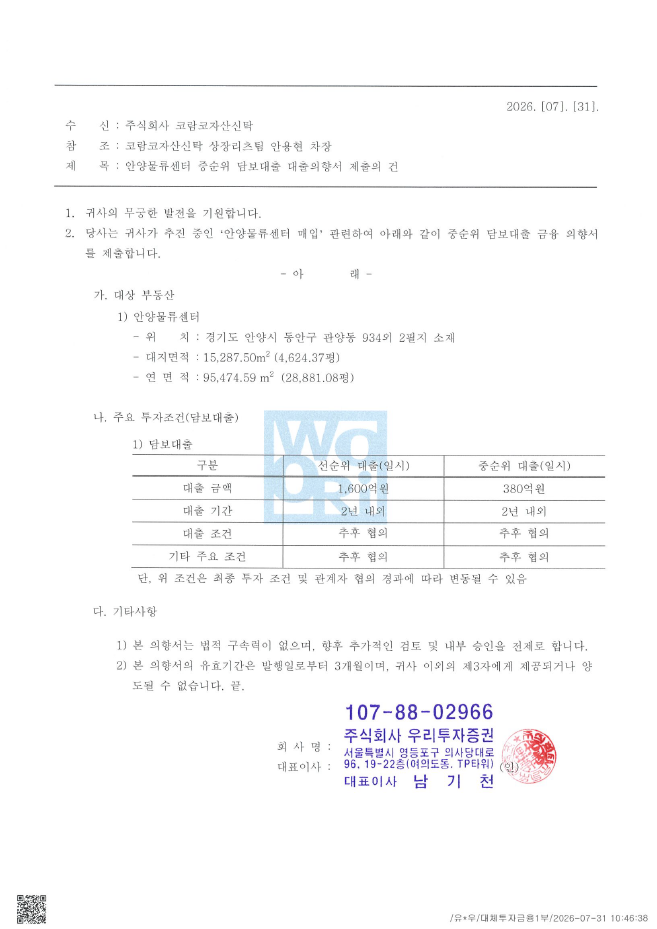 2026. [07]. [31].
수 신 : 주식회사 코람코자산신탁
참 조 : 코람코자산신탁 상장리츠팀 안용현 차장
제 목 : 안양물류센터 중순위 담보대출 대출의향서 제출의 건
1. 귀사의 무궁한 발전을 기원합니다.
2. 당사는 귀사가 추진 중인 '안양물류센터 매입' 관련하여 아래와 같이 중순위 담보대출 금융 의향서
를 제출합니다.
- 아 래 -
가. 대상 부동산
1) 안양물류센터
- 위 치 : 경기도 안양시 동안구 관양동 934외 2필지 소재
- 대지면적 : 15,287.50m² (4,624.37평)
- 연 면 적 : 95,474.59 m² (28,881.08평)
나. 주요 투자조건(담보대출)
WOORI
1) 담보대출
구분 선순위 대출(일시) 중순위 대출(일시)
대출 금액 1,600억원 380억원
대출 기간 2년 내외 2년 내외
대출 조건 추후 협의 추후 협의
기타 주요 조건 추후 협의 추후 협의
단, 위 조건은 최종 투자 조건 및 관계자 협의 경과에 따라 변동될 수 있음
다. 기타사항
1) 본 의향서는 법적 구속력이 없으며, 향후 추가적인 검토 및 내부 승인을 전제로 합니다.
2) 본 의향서의 유효기간은 발행일로부터 3개월이며, 귀사 이외의 제3자에게 제공되거나 양
도될 수 없습니다. 끝.
107-88-02966
회 사 명 : 주식회사 우리투자증권
서울특별시 영등포구 의사당대로
96, 19-22층(여의도동, TP타워)
대표이사 : (인)
대표이사 남 기 천
/유*우/대체투자금융1부/2026-07-31 10:46:38